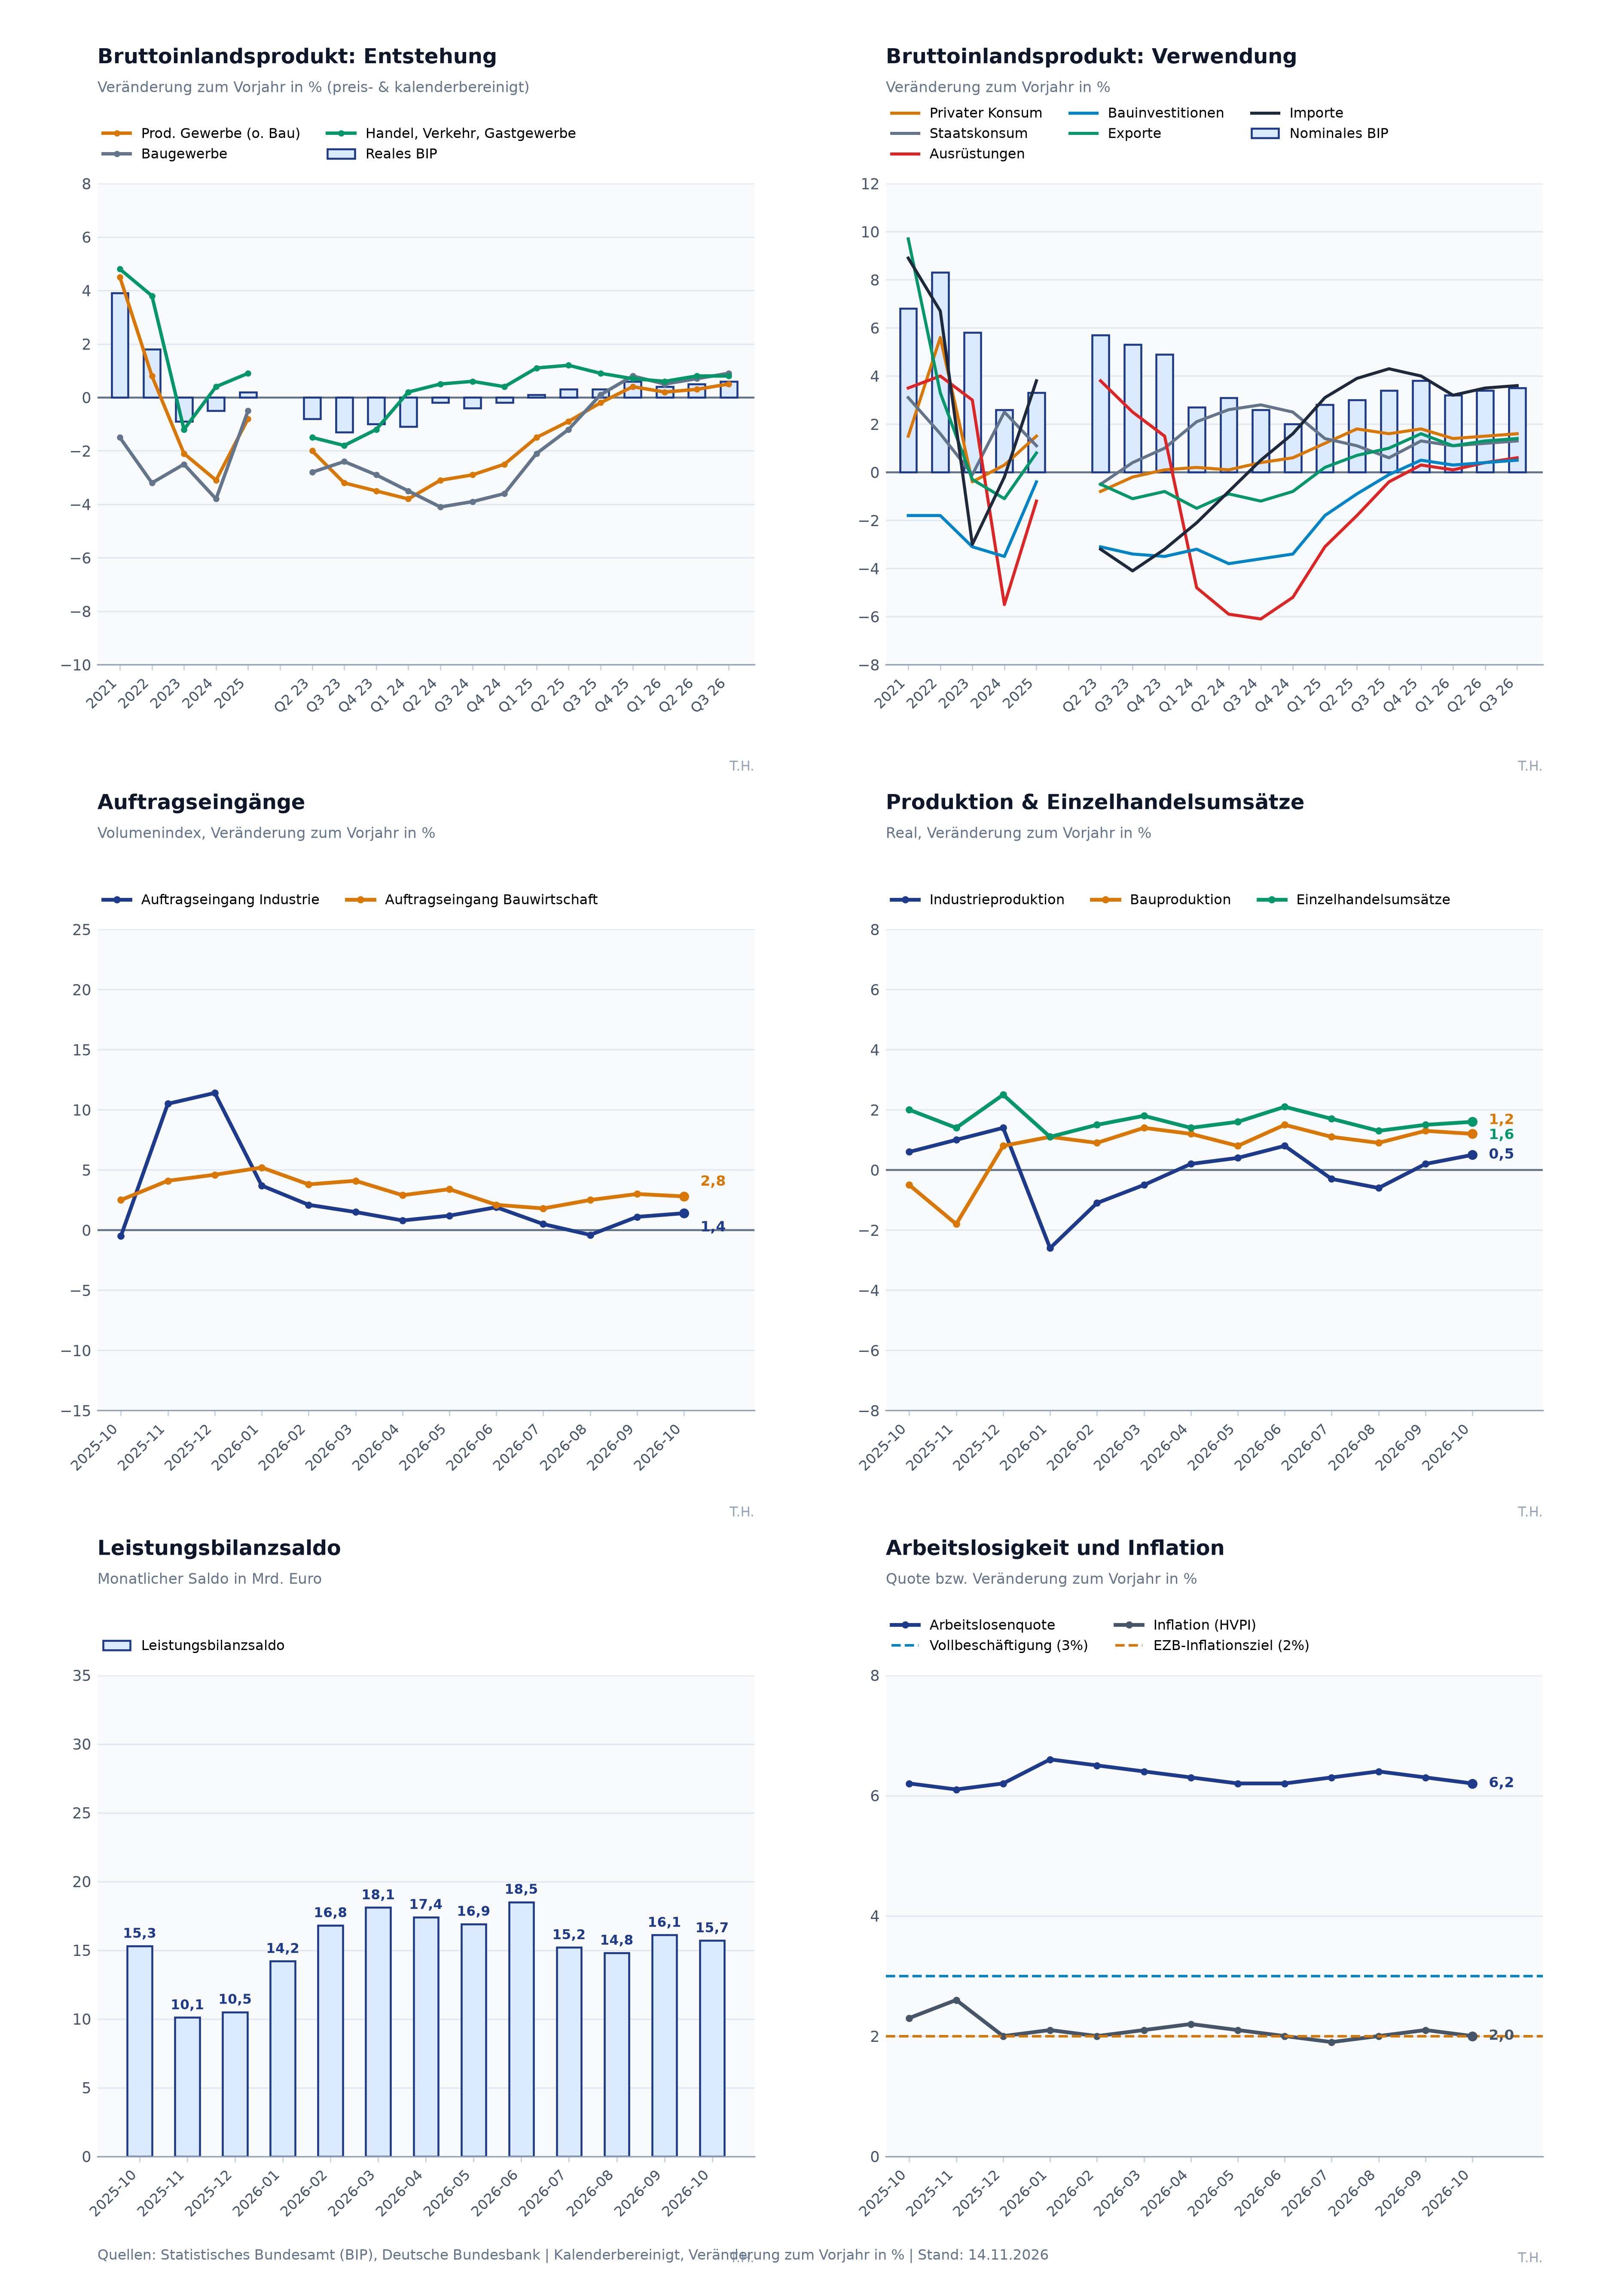 Bruttoinlandsprodukt: Entstehung
Veränderung zum Vorjahr in % (preis- & kalenderbereinigt)
Prod. Gewerbe (o. Bau) Handel, Verkehr, Gastgewerbe
Baugewerbe Reales BIP
8
6
4
2
0
−2
−4
−6
−8
−10
2021 2022 2023 2024 2025 Q2 23 Q3 23 Q4 23 Q1 24 Q2 24 Q3 24 Q4 24 Q1 25 Q2 25 Q3 25 Q4 25 Q1 26 Q2 26 Q3 26
T.H.
Bruttoinlandsprodukt: Verwendung
Veränderung zum Vorjahr in %
Privater Konsum Bauinvestitionen Importe
Staatskonsum Exporte Nominales BIP
Ausrüstungen
12
10
8
6
4
2
0
−2
−4
−6
−8
2021 2022 2023 2024 2025 Q2 23 Q3 23 Q4 23 Q1 24 Q2 24 Q3 24 Q4 24 Q1 25 Q2 25 Q3 25 Q4 25 Q1 26 Q2 26 Q3 26
T.H.
Auftragseingänge
Volumenindex, Veränderung zum Vorjahr in %
Auftragseingang Industrie Auftragseingang Bauwirtschaft
25
20
15
10
5
0
−5
−10
−15
2,8
1,4
2025-10 2025-11 2025-12 2026-01 2026-02 2026-03 2026-04 2026-05 2026-06 2026-07 2026-08 2026-09 2026-10
T.H.
Produktion & Einzelhandelsumsätze
Real, Veränderung zum Vorjahr in %
Industrieproduktion Bauproduktion Einzelhandelsumsätze
8
6
4
2
0
−2
−4
−6
−8
1,2
1,6
0,5
2025-10 2025-11 2025-12 2026-01 2026-02 2026-03 2026-04 2026-05 2026-06 2026-07 2026-08 2026-09 2026-10
T.H.
Leistungsbilanzsaldo
Monatlicher Saldo in Mrd. Euro
Leistungsbilanzsaldo
35
30
25
20
15
10
5
0
15,3 10,1 10,5 14,2 16,8 18,1 17,4 16,9 18,5 15,2 14,8 16,1 15,7
2025-10 2025-11 2025-12 2026-01 2026-02 2026-03 2026-04 2026-05 2026-06 2026-07 2026-08 2026-09 2026-10
T.H.
Arbeitslosigkeit und Inflation
Quote bzw. Veränderung zum Vorjahr in %
Arbeitslosenquote Inflation (HVPI)
Vollbeschäftigung (3%) EZB-Inflationsziel (2%)
8
6
4
2
0
6,2
2,0
2025-10 2025-11 2025-12 2026-01 2026-02 2026-03 2026-04 2026-05 2026-06 2026-07 2026-08 2026-09 2026-10
T.H.
Quellen: Statistisches Bundesamt (BIP), Deutsche Bundesbank | Kalenderbereinigt, Veränderung zum Vorjahr in % | Stand: 14.11.2026